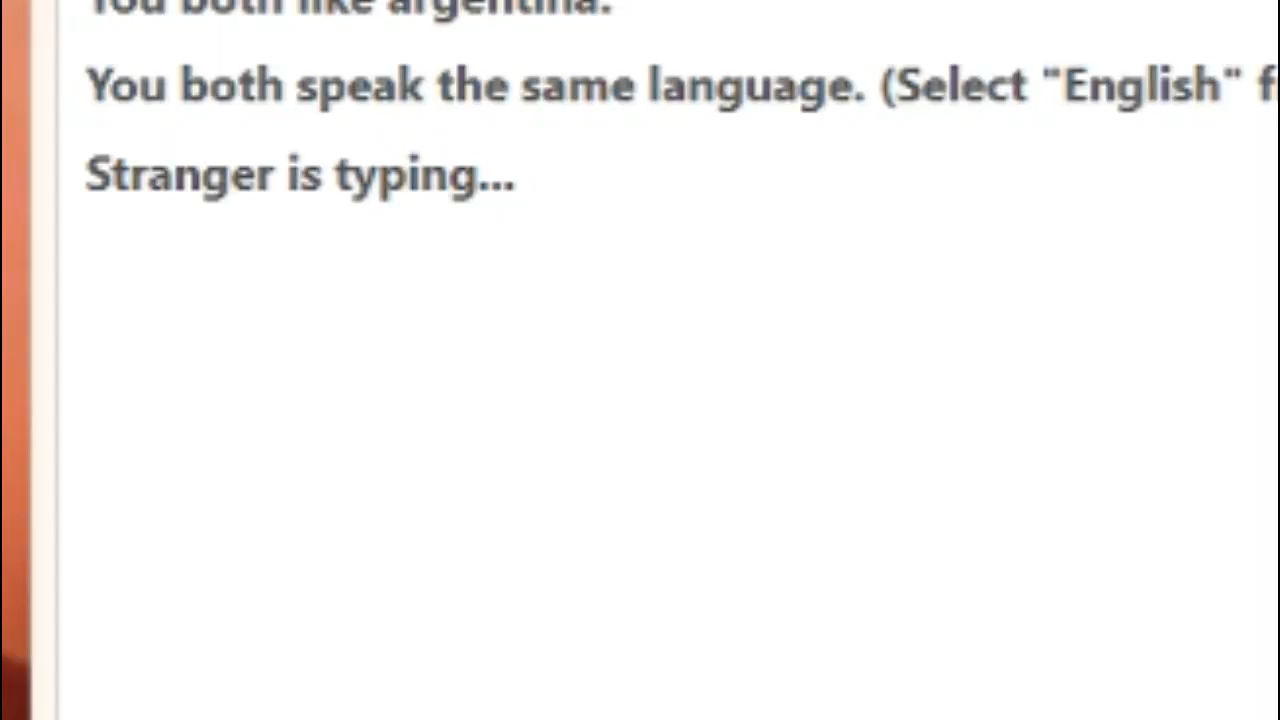 You both like argentina.
You both speak the same language. (Select "English" f
Stranger is typing...